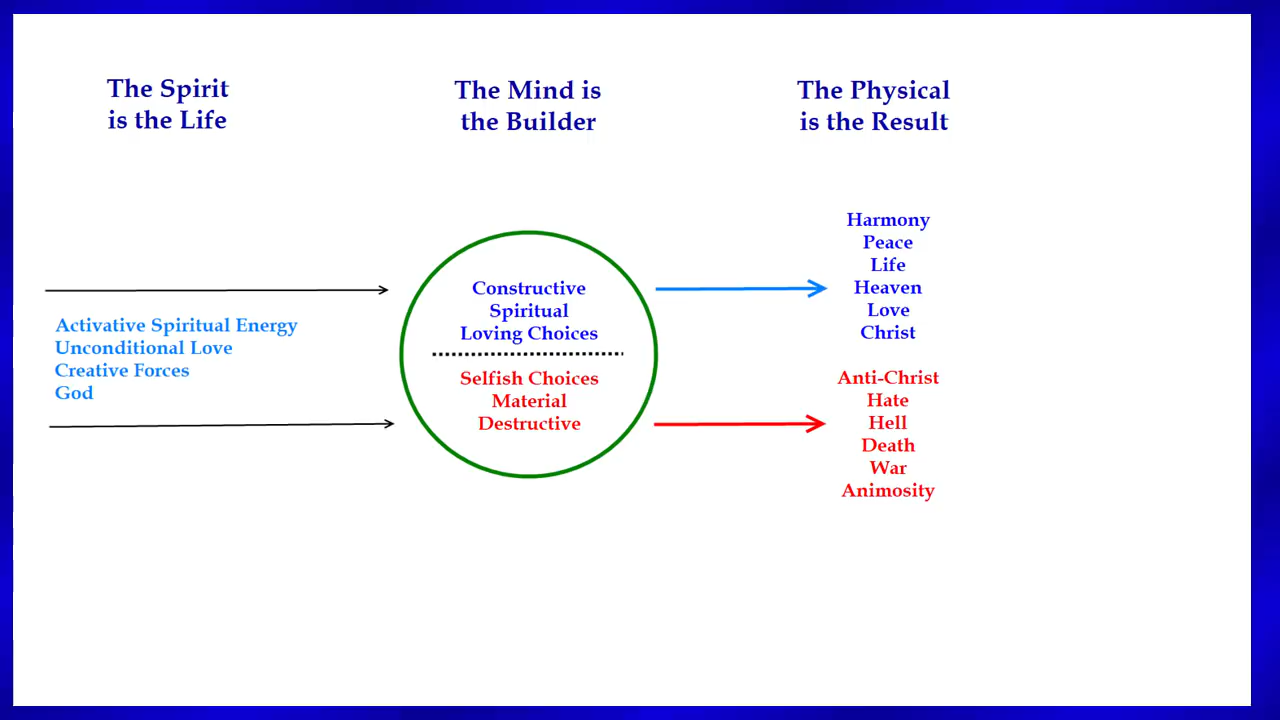 The Spirit
is the Life
The Mind is
the Builder
The Physical
is the Result
Activative Spiritual Energy
Unconditional Love
Creative Forces
God
Constructive
Spiritual
Loving Choices
Selfish Choices
Material
Destructive
Harmony
Peace
Life
Heaven
Love
Christ
Anti-Christ
Hate
Hell
Death
War
Animosity